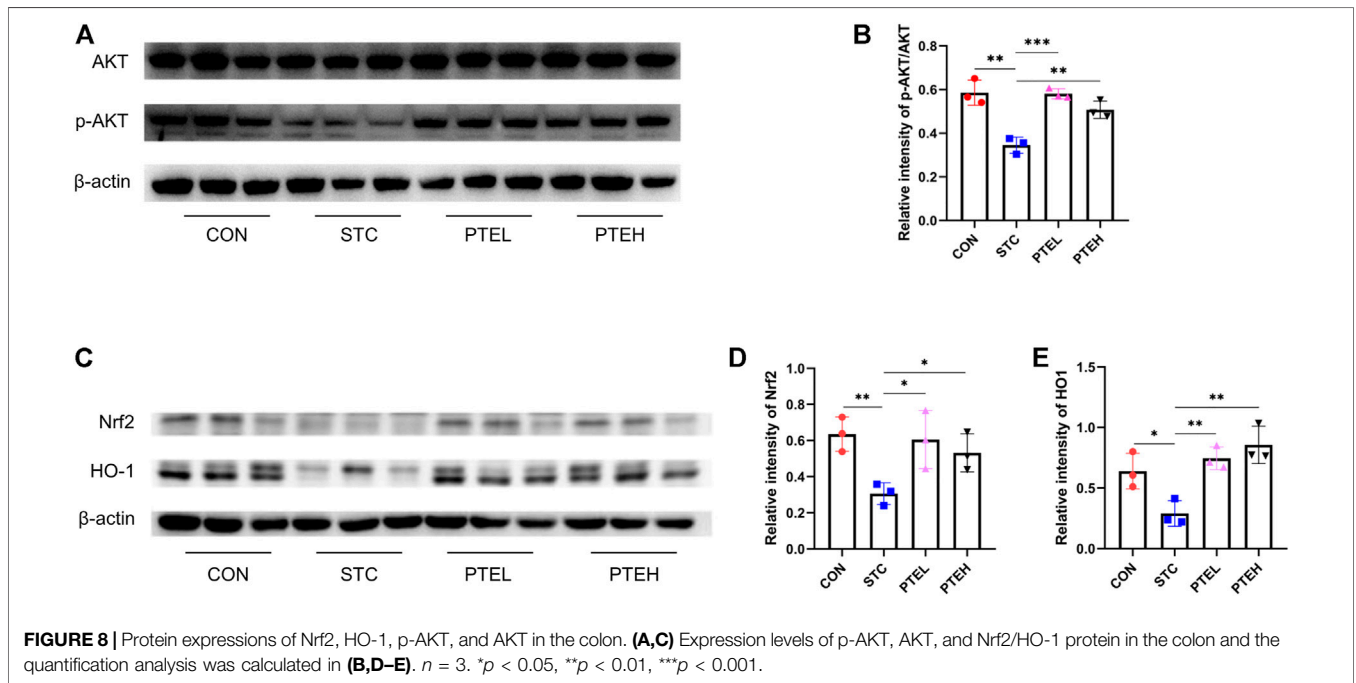 A
AKT
p-AKT
β-actin
CON STC PTEL PTEH
B
Relative intensity of p-AKT/AKT
0.8
0.6
0.4
0.2
0.0
** *** **
CON STC PTEL PTEH
C
Nrf2
HO-1
β-actin
CON STC PTEL PTEH
D
Relative intensity of Nrf2
1.0
0.8
0.6
0.4
0.2
0.0
** * *
CON STC PTEL PTEH
E
Relative intensity of HO1
1.5
1.0
0.5
0.0
* ** **
CON STC PTEL PTEH
FIGURE 8 | Protein expressions of Nrf2, HO-1, p-AKT, and AKT in the colon. (A,C) Expression levels of p-AKT, AKT, and Nrf2/HO-1 protein in the colon and the
quantification analysis was calculated in (B,D–E). n = 3. *p < 0.05, **p < 0.01, ***p < 0.001.